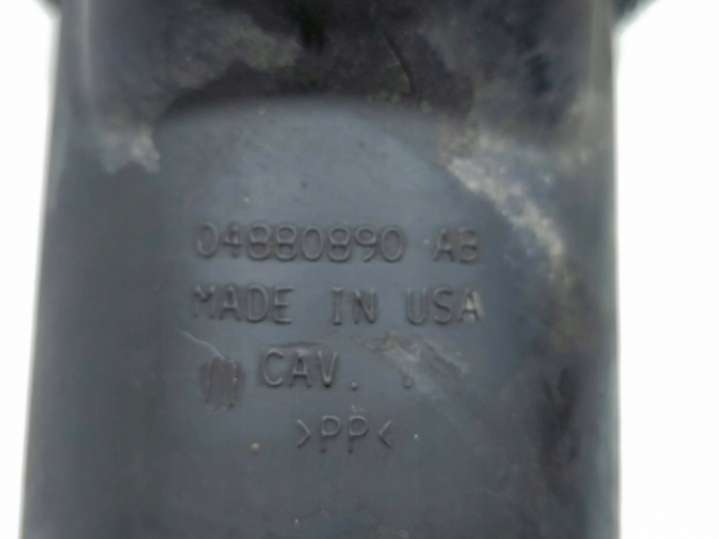 04880890 AB
MADE IN USA
CAV.
>PP<